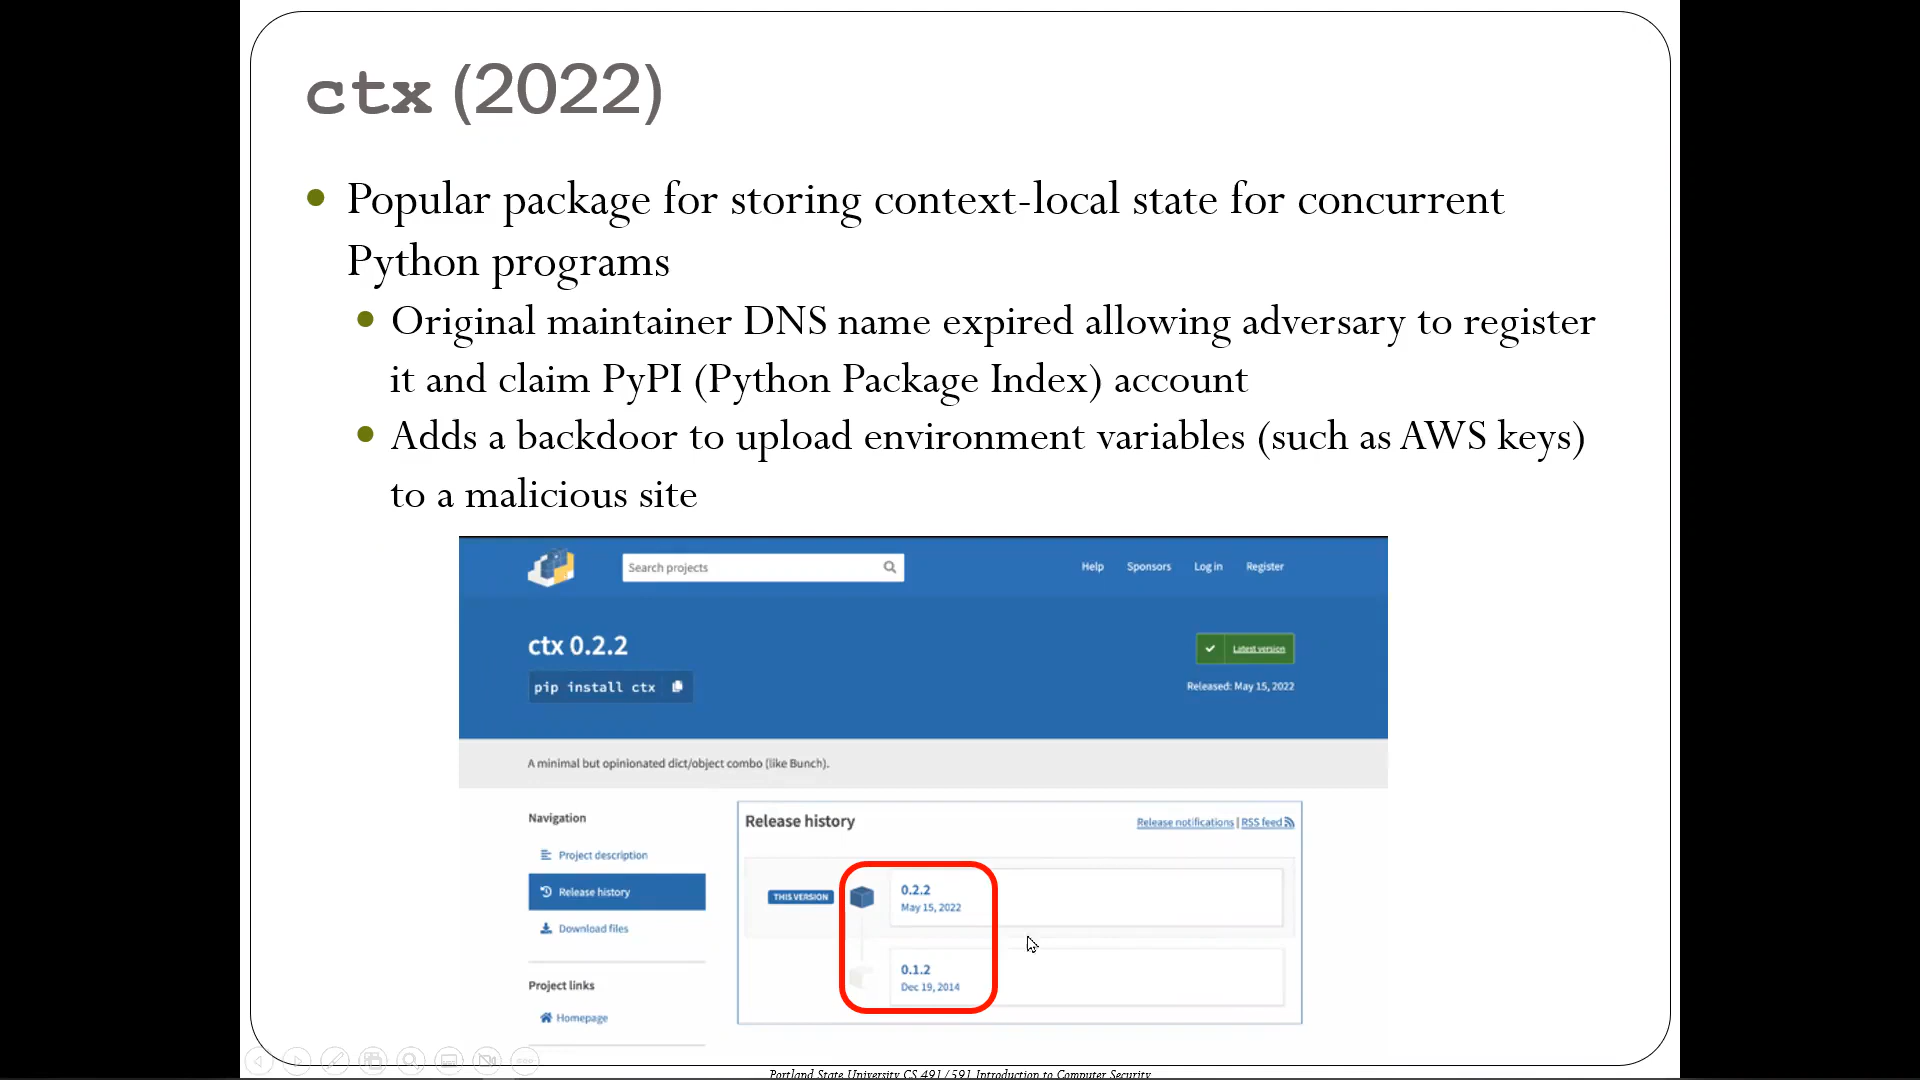 ctx (2022)
Popular package for storing context-local state for concurrent
Python programs
Original maintainer DNS name expired allowing adversary to register
it and claim PyPI (Python Package Index) account
Adds a backdoor to upload environment variables (such as AWS keys)
to a malicious site
Search projects
Help Sponsors Log in Register
ctx 0.2.2
Latest version
pip install ctx
Released: May 15, 2022
A minimal but opinionated dict/object combo (like Bunch).
Navigation
Project description
Release history
Download files
Project links
Homepage
Release history
Release notifications | RSS feed
THIS VERSION
0.2.2
May 15, 2022
0.1.2
Dec 19, 2014
Portland State University CS 491/591 Introduction to Computer Security